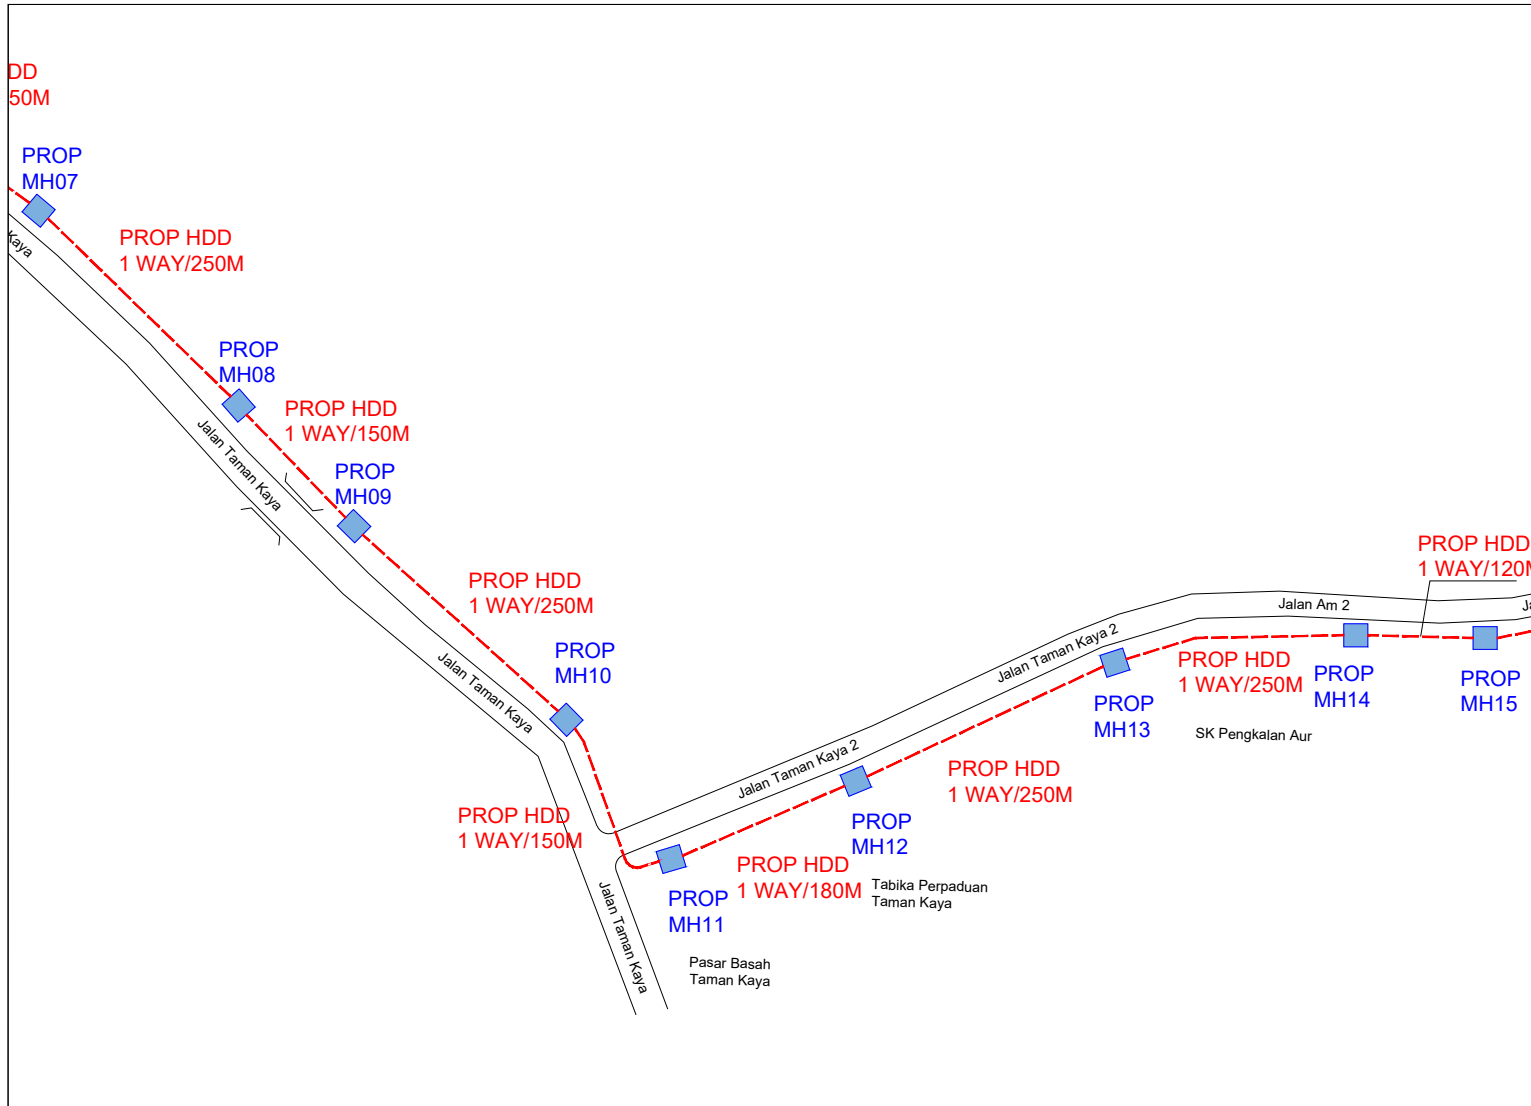 DD
50M
PROP
MH07
Kaya
PROP HDD
1 WAY/250M
PROP
MH08
PROP HDD
1 WAY/150M
Jalan Taman Kaya
PROP
MH09
PROP HDD
1 WAY/250M
PROP
MH10
Jalan Taman Kaya
PROP HDD
1 WAY/150M
Jalan Taman Kaya
PROP
MH11
Pasar Basah
Taman Kaya
PROP HDD
1 WAY/180M
Jalan Taman Kaya 2
PROP
MH12
Tabika Perpaduan
Taman Kaya
PROP HDD
1 WAY/250M
Jalan Taman Kaya 2
PROP
MH13
PROP HDD
1 WAY/250M
SK Pengkalan Aur
Jalan Am 2
PROP
MH14
PROP HDD
1 WAY/120M
PROP
MH15
Ja